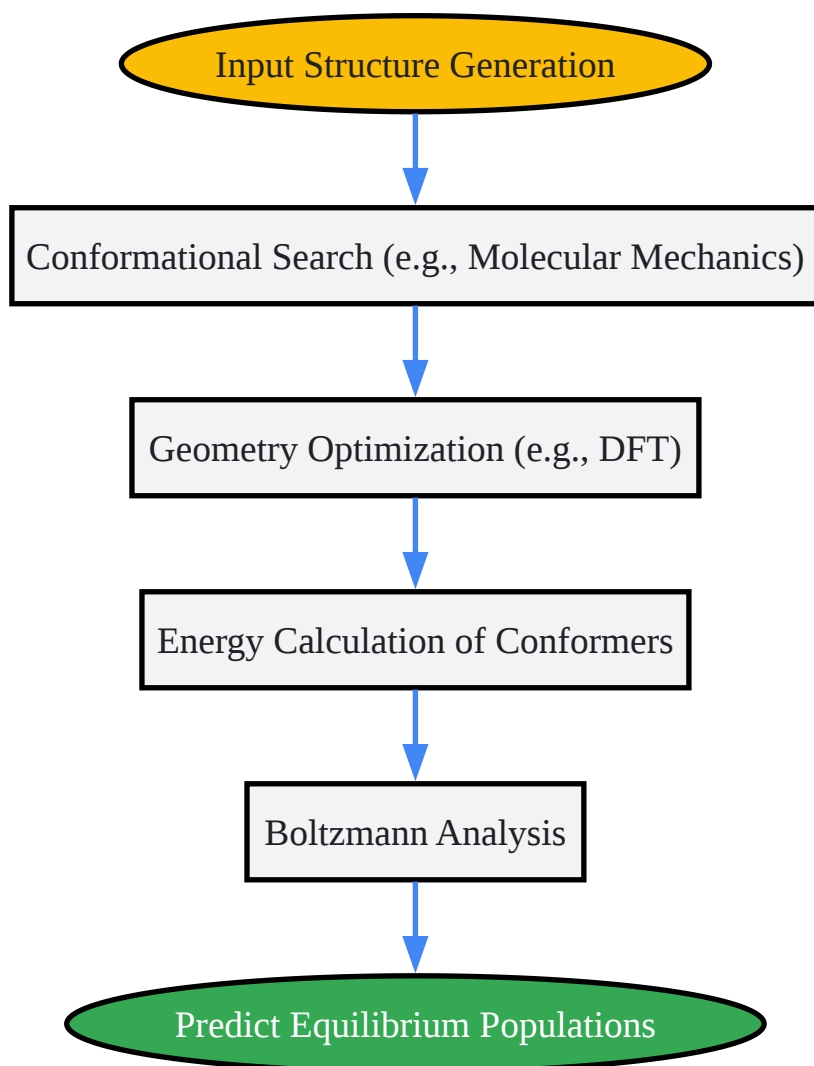 Input Structure Generation
Conformational Search (e.g., Molecular Mechanics)
Geometry Optimization (e.g., DFT)
Energy Calculation of Conformers
Boltzmann Analysis
Predict Equilibrium Populations